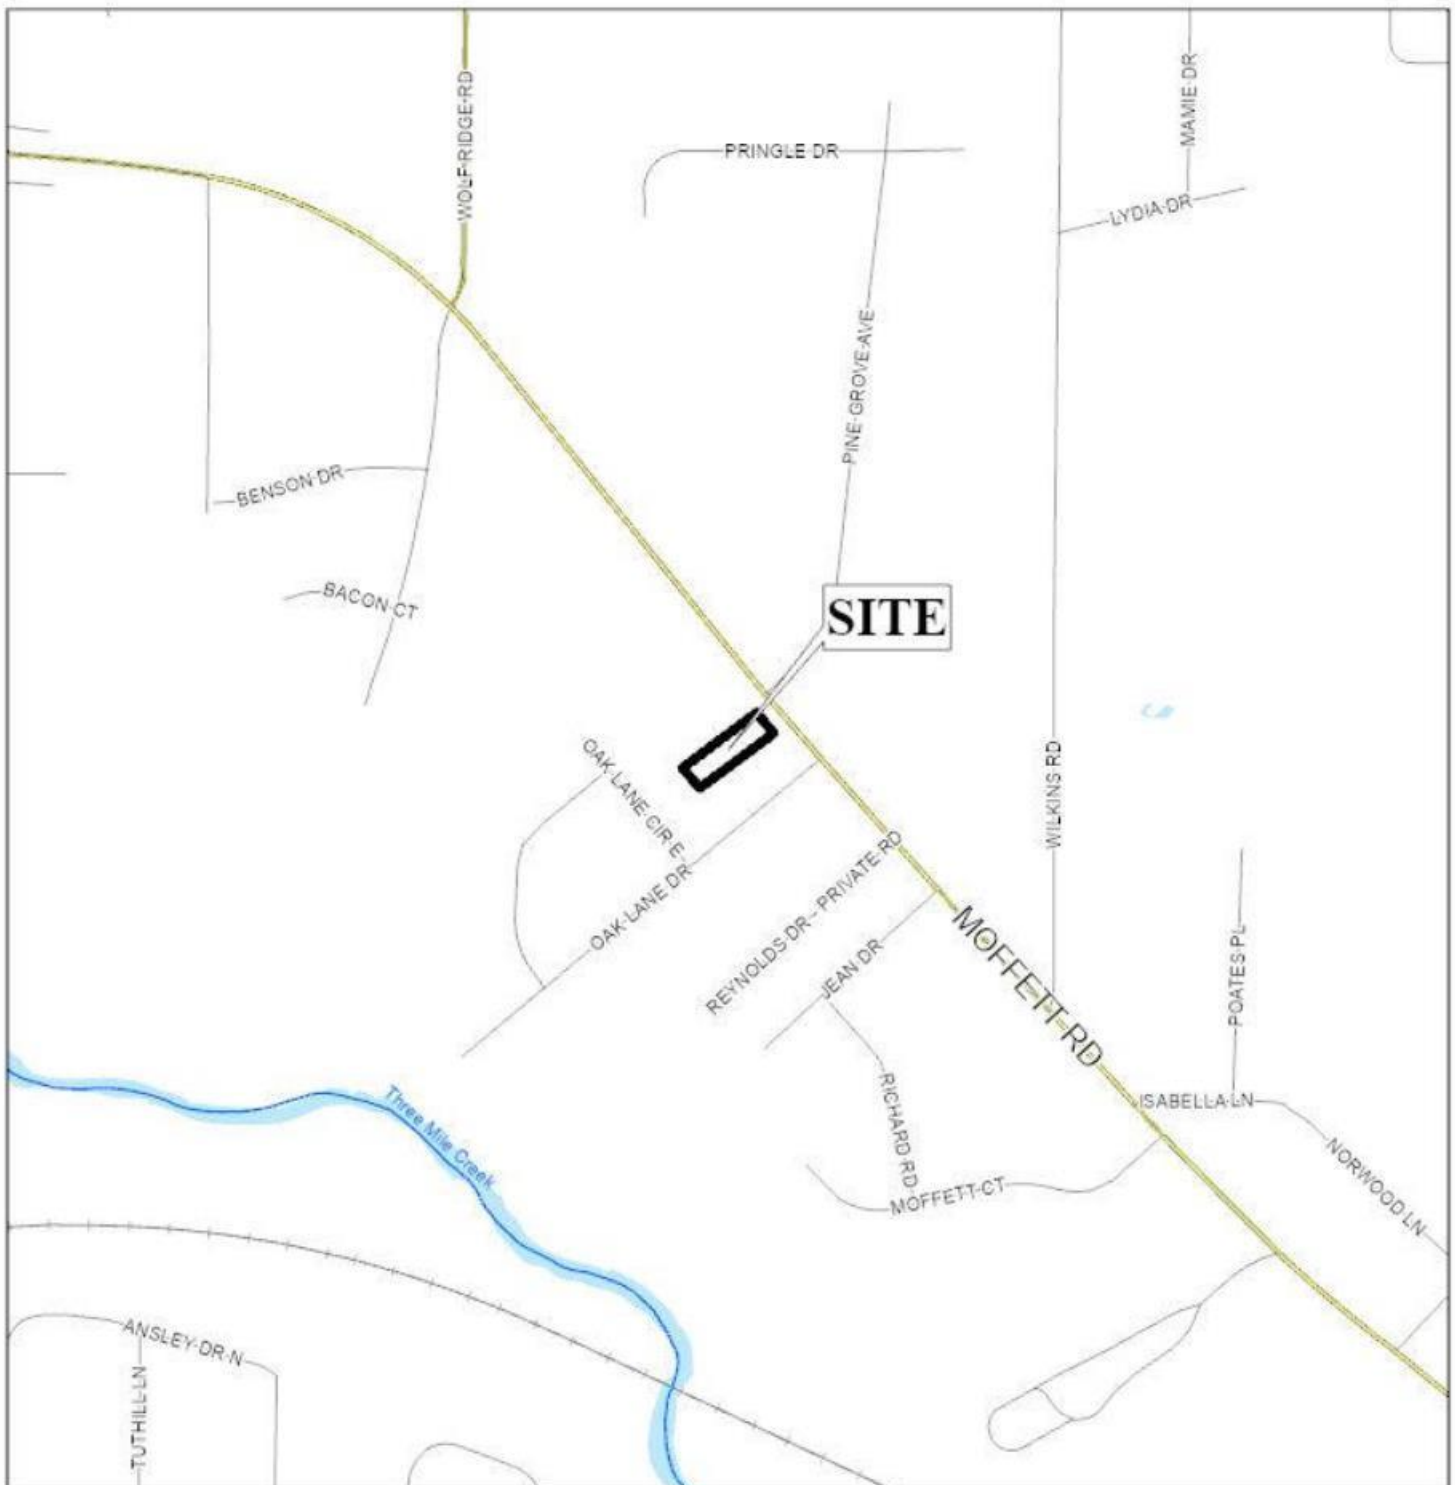 WOLF RIDGE RD
MAMIE DR
PRINGLE DR
LYDIA DR
PINE GROVE AVE
BENSON DR
BACON CT
SITE
OAK LANE CIR E
WILKINS RD
OAK LANE DR
REYNOLDS DR - PRIVATE RD
JEAN DR
MOFFETT RD
POATES PL
RICHARD RD
ISABELLA LN
Three Mile Creek
MOFFETT CT
NORWOOD LN
ANSLEY DR N
TUTHILL LN